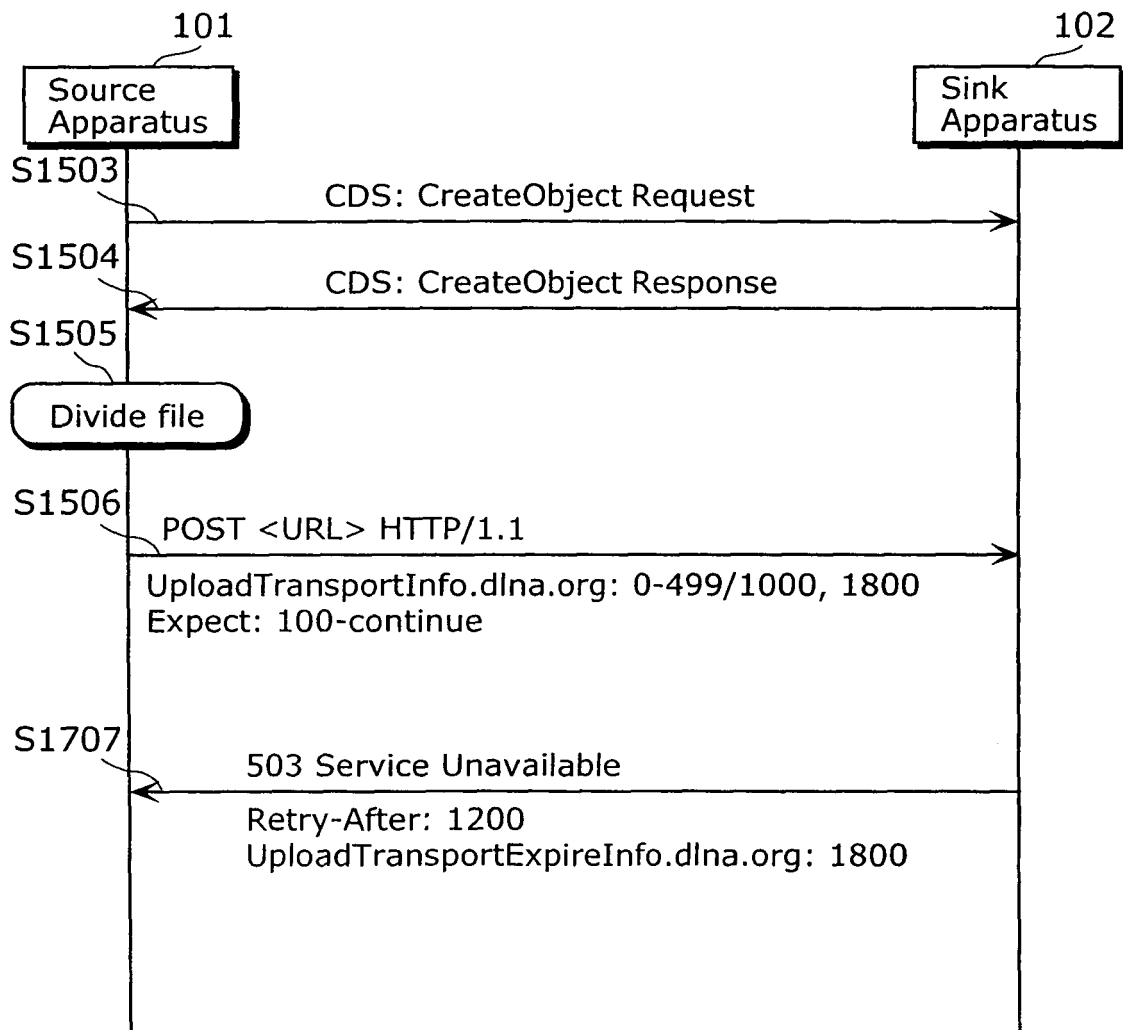 101
102
Source
Apparatus
Sink
Apparatus
S1503
CDS: CreateObject Request
S1504
CDS: CreateObject Response
S1505
Divide file
S1506
POST <URL> HTTP/1.1
UploadTransportInfo.dlna.org: 0-499/1000, 1800
Expect: 100-continue
S1707
503 Service Unavailable
Retry-After: 1200
UploadTransportExpireInfo.dlna.org: 1800